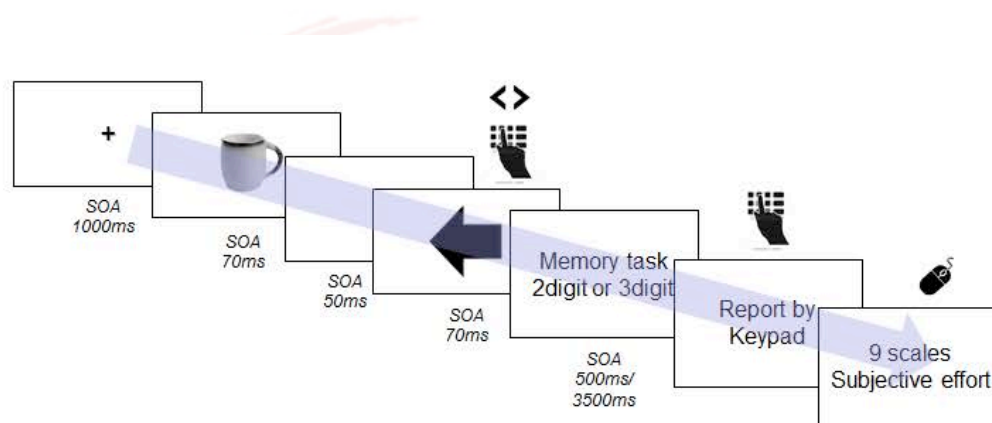 +
SOA
1000ms
SOA
70ms
SOA
50ms
< >
SOA
70ms
Memory task
2digit or 3digit
SOA
500ms/
3500ms
Report by
Keypad
9 scales
Subjective effort